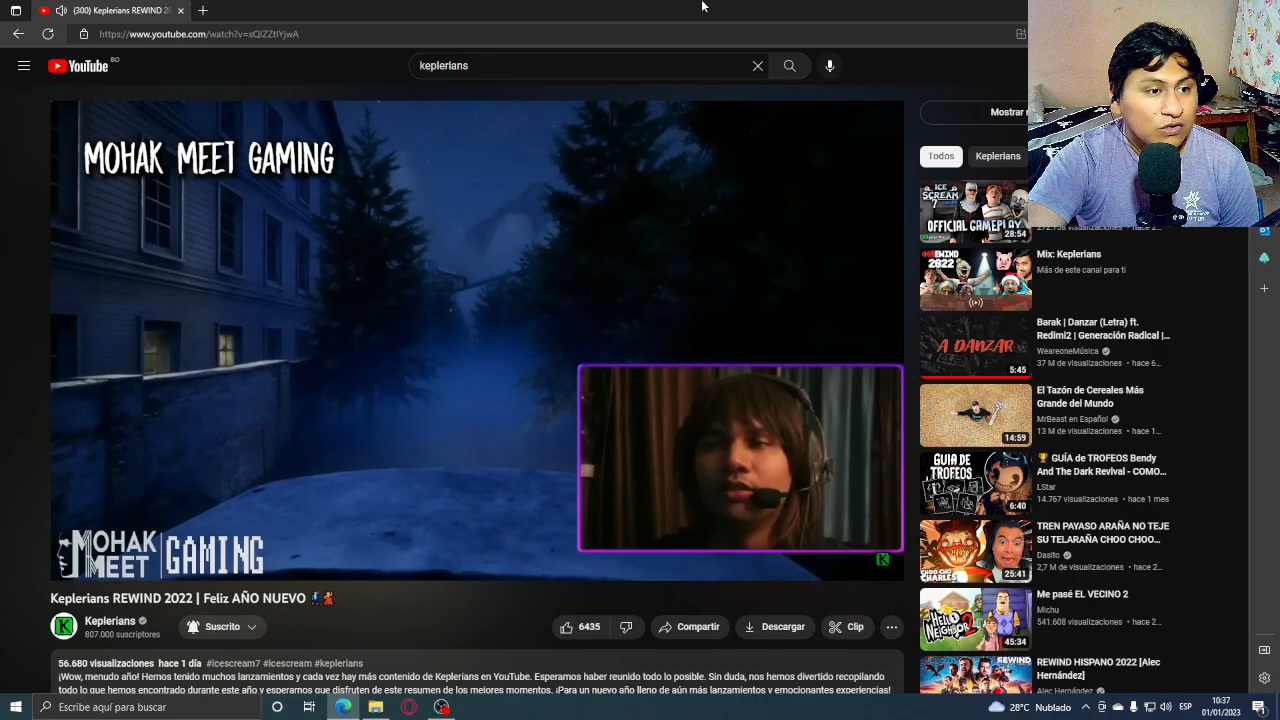 (300) Keplerians REWIND 20
https://www.youtube.com/watch?v=sQIZZtIYjwA
YouTube BO
keplerians
MOHAK MEET GAMING
MOHAK MEET | GAMING
K
Keplerians REWIND 2022 | Feliz AÑO NUEVO
K
Keplerians
807.000 suscriptores
Suscrito
6435
Compartir
Descargar
Clip
56.680 visualizaciones hace 1 día #icescream7 #icescream #keplerians
¡Wow, menudo año! Hemos tenido muchos lanzamientos y cada vez hay más contenido de Keplerians en YouTube. Esperamos haber reunido todo lo posible. Sin duda, nos hemos divertido recopilando
todo lo que hemos encontrado durante este año y esperamos que disfruten de este resumen de los mejores momentos. ¡Para un nuevo año lleno de aún más lanzamientos y emocionantes experiencias!
Mostrar
Todos
Keplerians
ICE SCREAM 7
OFFICIAL GAMEPLAY
28:54
REWIND 2022
Mix: Keplerians
Más de este canal para ti
A DANZAR
5:45
Barak | Danzar (Letra) ft.
Redimi2 | Generación Radical |...
WeareoneMúsica
37 M de visualizaciones • hace 6...
14:59
El Tazón de Cereales Más
Grande del Mundo
MrBeast en Español
13 M de visualizaciones • hace 1...
GUIA DE TROFEOS
6:40
GUÍA de TROFEOS Bendy
And The Dark Revival - COMO...
LStar
14.767 visualizaciones • hace 1 mes
CHOO CHOO CHARLES
25:41
TREN PAYASO ARAÑA NO TEJE
SU TELARAÑA CHOO CHOO...
Dasito
2,7 M de visualizaciones • hace 2...
HELLO NEIGHBOR 2
45:34
Me pasé EL VECINO 2
Michu
541.608 visualizaciones • hace 2...
REWIND
REWIND HISPANO 2022 [Alec
Hernández]
Alec Hernández
Escribe aquí para buscar
28°C Nublado
ESP
10:37
01/01/2023